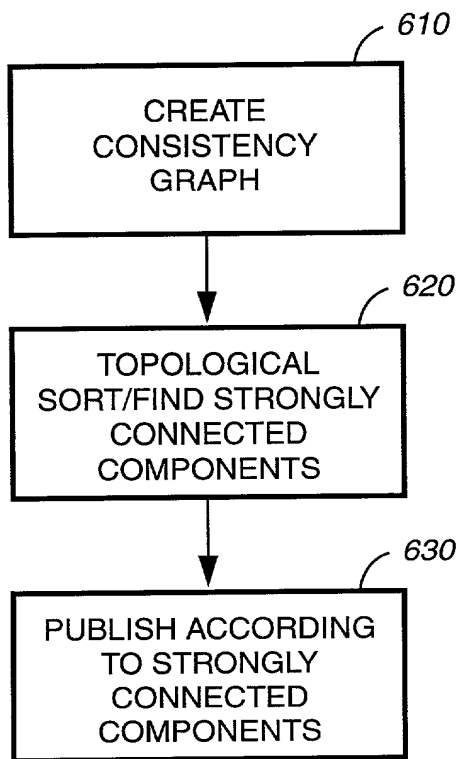 610
CREATE
CONSISTENCY
GRAPH
620
TOPOLOGICAL
SORT/FIND STRONGLY
CONNECTED
COMPONENTS
630
PUBLISH ACCORDING
TO STRONGLY
CONNECTED
COMPONENTS